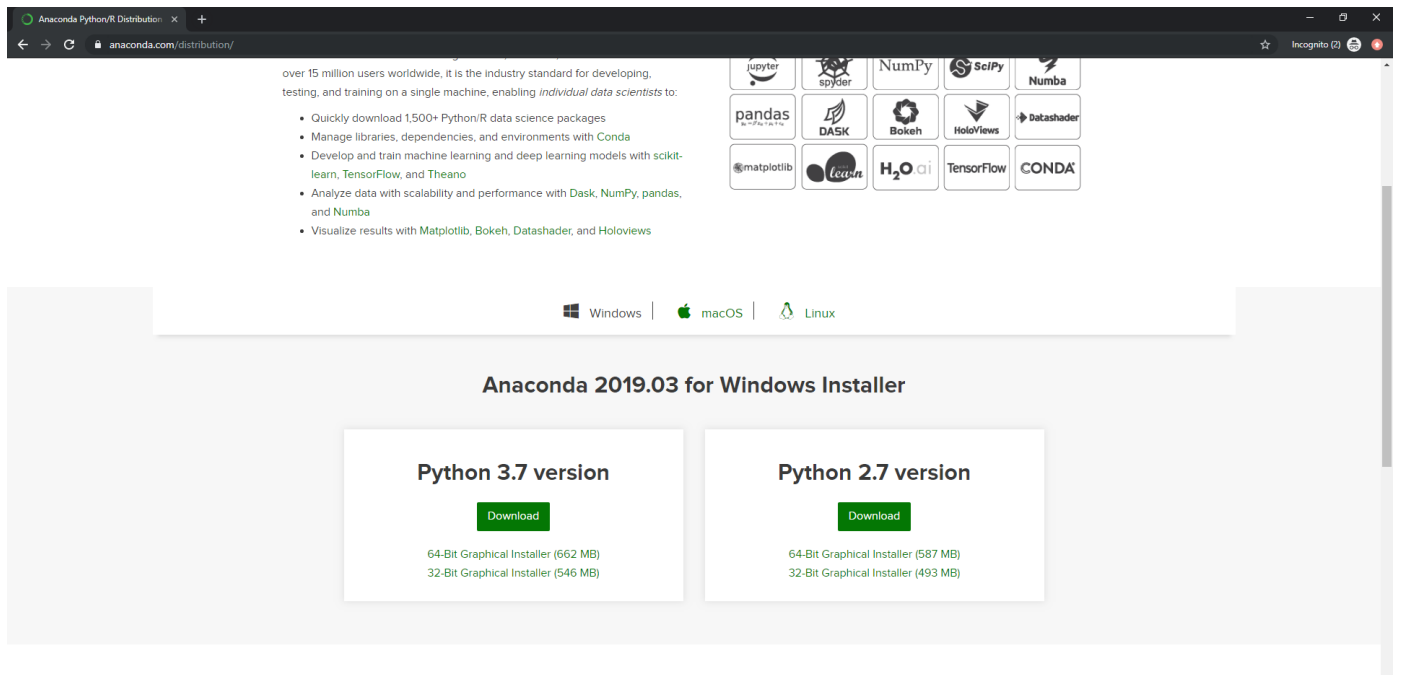 Anaconda Python/R Distribution
anaconda.com/distribution/
Incognito (2)
over 15 million users worldwide, it is the industry standard for developing,
testing, and training on a single machine, enabling individual data scientists to:
• Quickly download 1,500+ Python/R data science packages
• Manage libraries, dependencies, and environments with Conda
• Develop and train machine learning and deep learning models with scikit-
learn, TensorFlow, and Theano
• Analyze data with scalability and performance with Dask, NumPy, pandas,
and Numba
• Visualize results with Matplotlib, Bokeh, Datashader, and Holoviews
jupyter spyder NumPy SciPy Numba
pandas DASK Bokeh HoloViews Datashader
matplotlib learn H2O.ai TensorFlow CONDA
Windows | macOS | Linux
Anaconda 2019.03 for Windows Installer
Python 3.7 version
Download
64-Bit Graphical Installer (662 MB)
32-Bit Graphical Installer (546 MB)
Python 2.7 version
Download
64-Bit Graphical Installer (587 MB)
32-Bit Graphical Installer (493 MB)